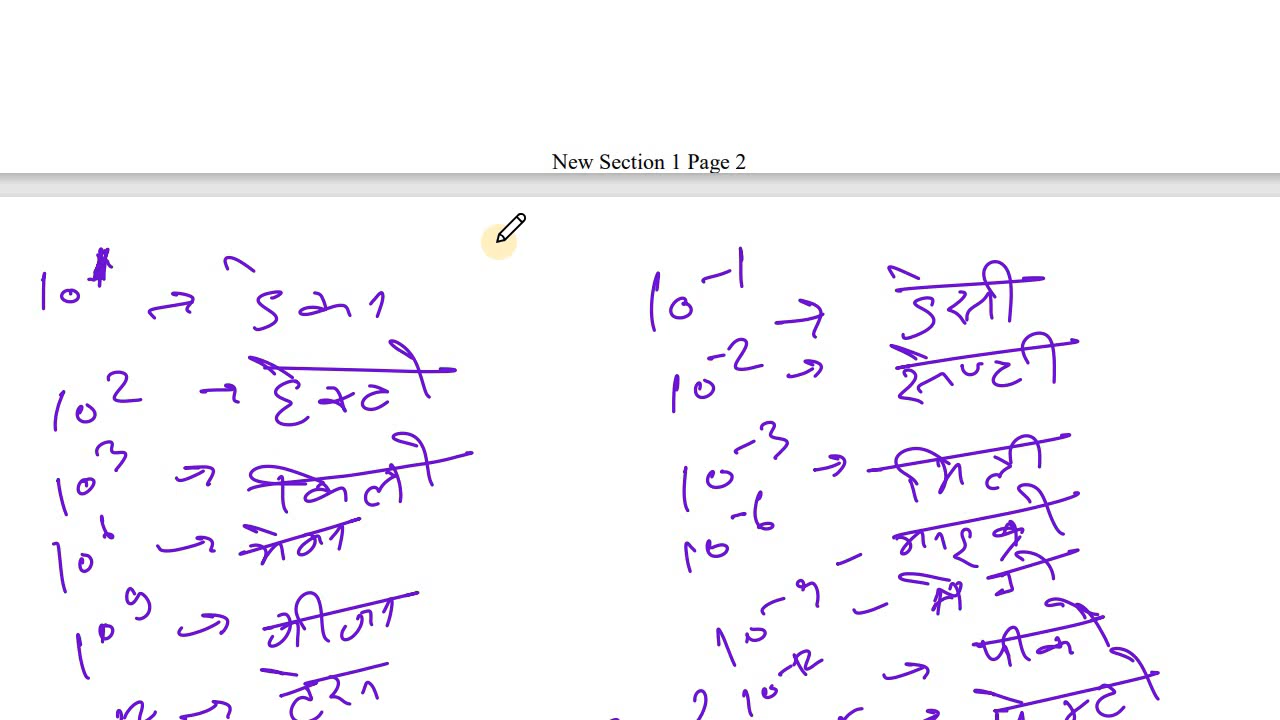 New Section 1 Page 2
10¹ → डेका
10² → हेक्टो
10³ → किलो
10⁶ → मेगा
10⁹ → गीगा
→ टेरा
10⁻¹ → डेसी
10⁻² → सेण्टी
10⁻³ → मिली
10⁻⁶ – माइक्रो
10⁻⁹ – नैनो
10⁻¹² → पीको